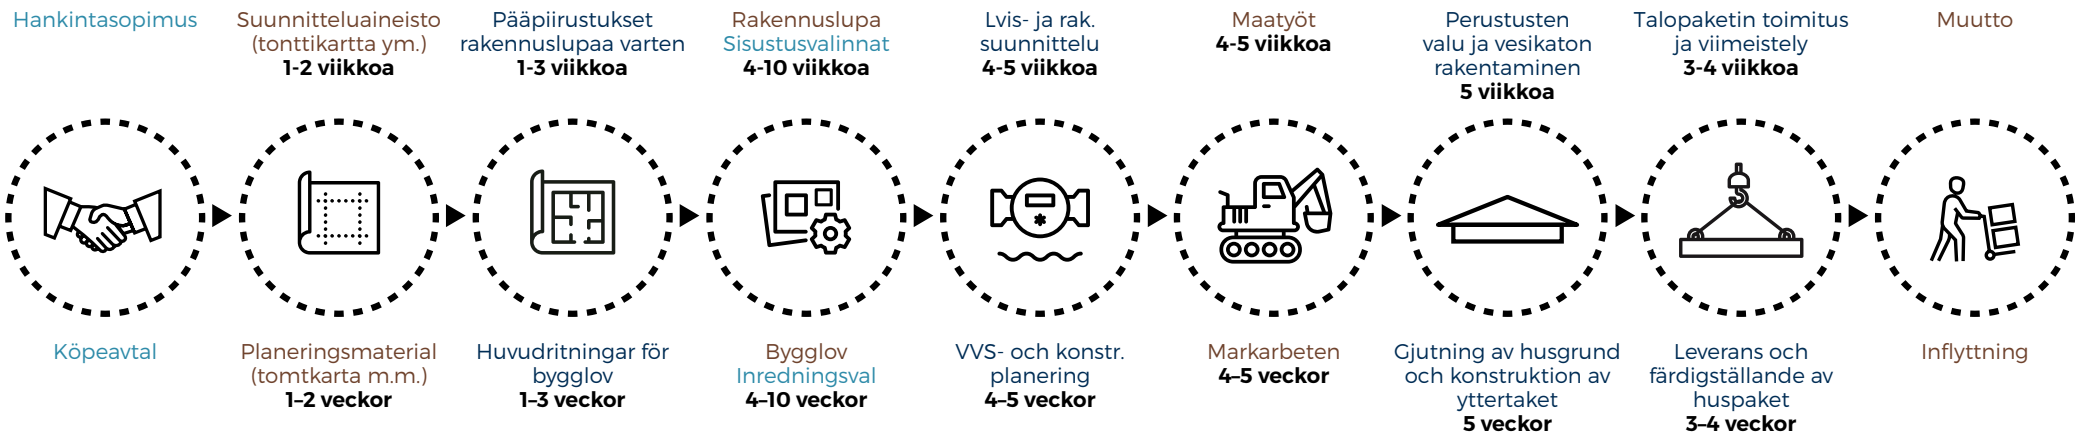 Hankintasopimus
Suunnitteluaineisto
(tonttikartta ym.)
1-2 viikkoa
Pääpiirustukset
rakennuslupaa varten
1-3 viikkoa
Rakennuslupa
Sisustusvalinnat
4-10 viikkoa
Lvis- ja rak.
suunnittelu
4-5 viikkoa
Maatyöt
4-5 viikkoa
Perustusten
valu ja vesikaton
rakentaminen
5 viikkoa
Talopaketin toimitus
ja viimeistely
3-4 viikkoa
Muutto
Köpeavtal
Planeringsmaterial
(tomtkarta m.m.)
1–2 veckor
Huvudritningar för
bygglov
1–3 veckor
Bygglov
Inredningsval
4–10 veckor
VVS- och konstr.
planering
4–5 veckor
Markarbeten
4–5 veckor
Gjutning av husgrund
och konstruktion av
yttertaket
5 veckor
Leverans och
färdigställande av
huspaket
3–4 veckor
Inflyttning